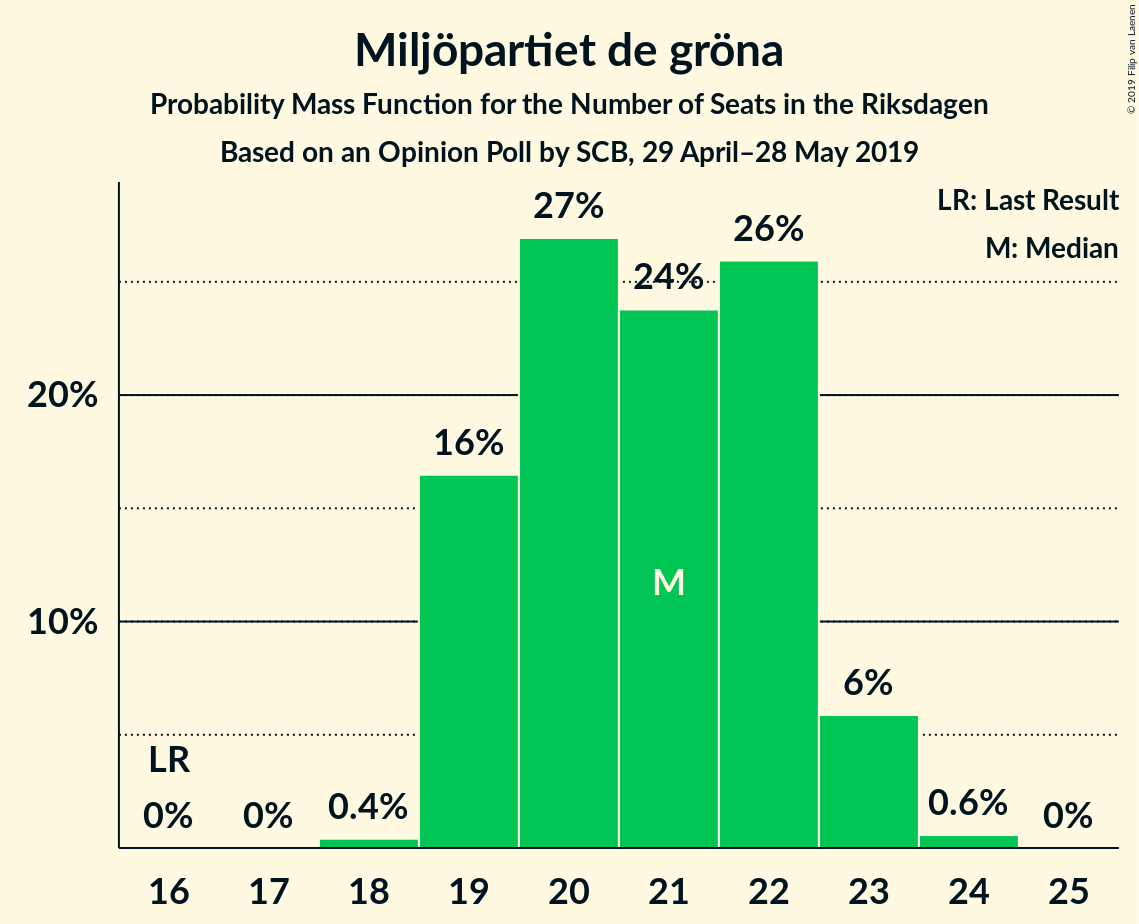 Miljöpartiet de gröna
Probability Mass Function for the Number of Seats in the Riksdagen
Based on an Opinion Poll by SCB, 29 April–28 May 2019
© 2019 Filip van Laenen
LR: Last Result
M: Median
20%
10%
LR
0%
0%
0.4%
16%
27%
24%
M
26%
6%
0.6%
0%
16 17 18 19 20 21 22 23 24 25